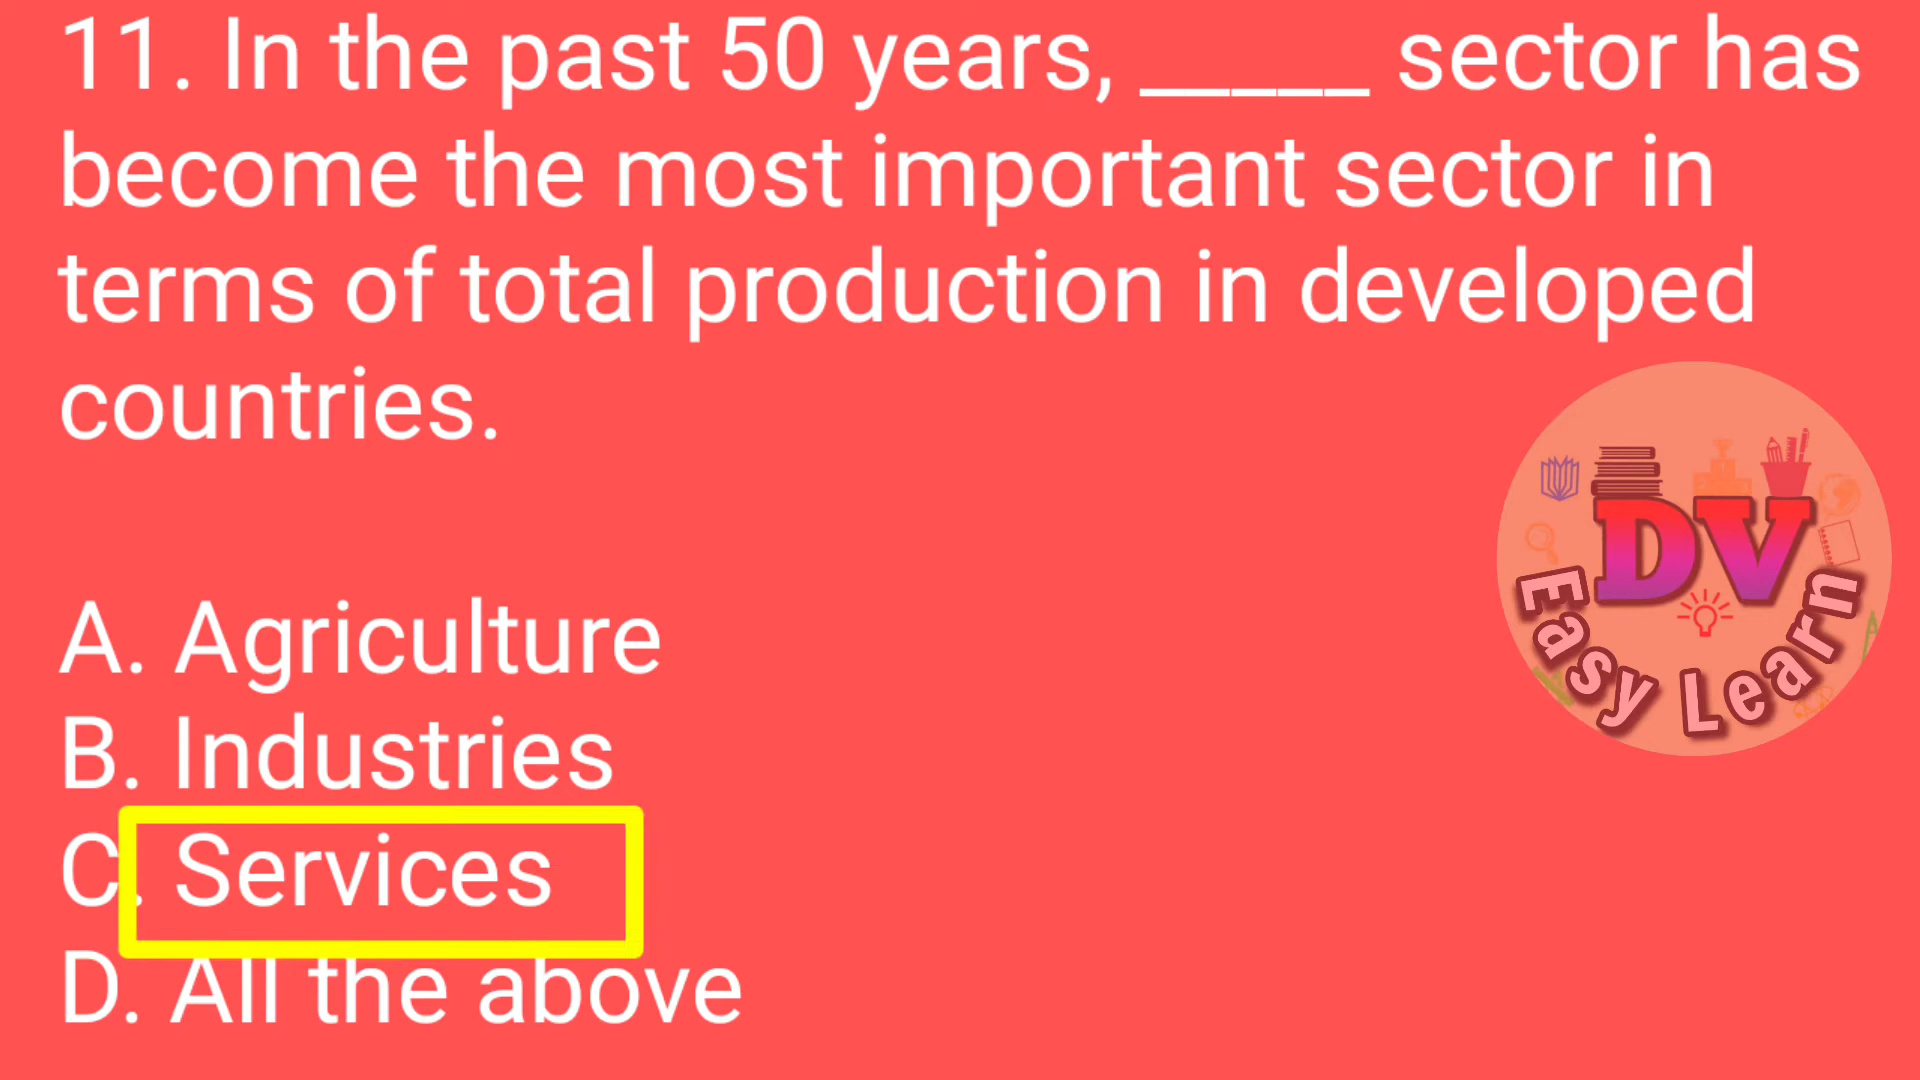 11. In the past 50 years, _____ sector has
become the most important sector in
terms of total production in developed
countries.
A. Agriculture
B. Industries
C. Services
D. All the above
DV
Easy Learn